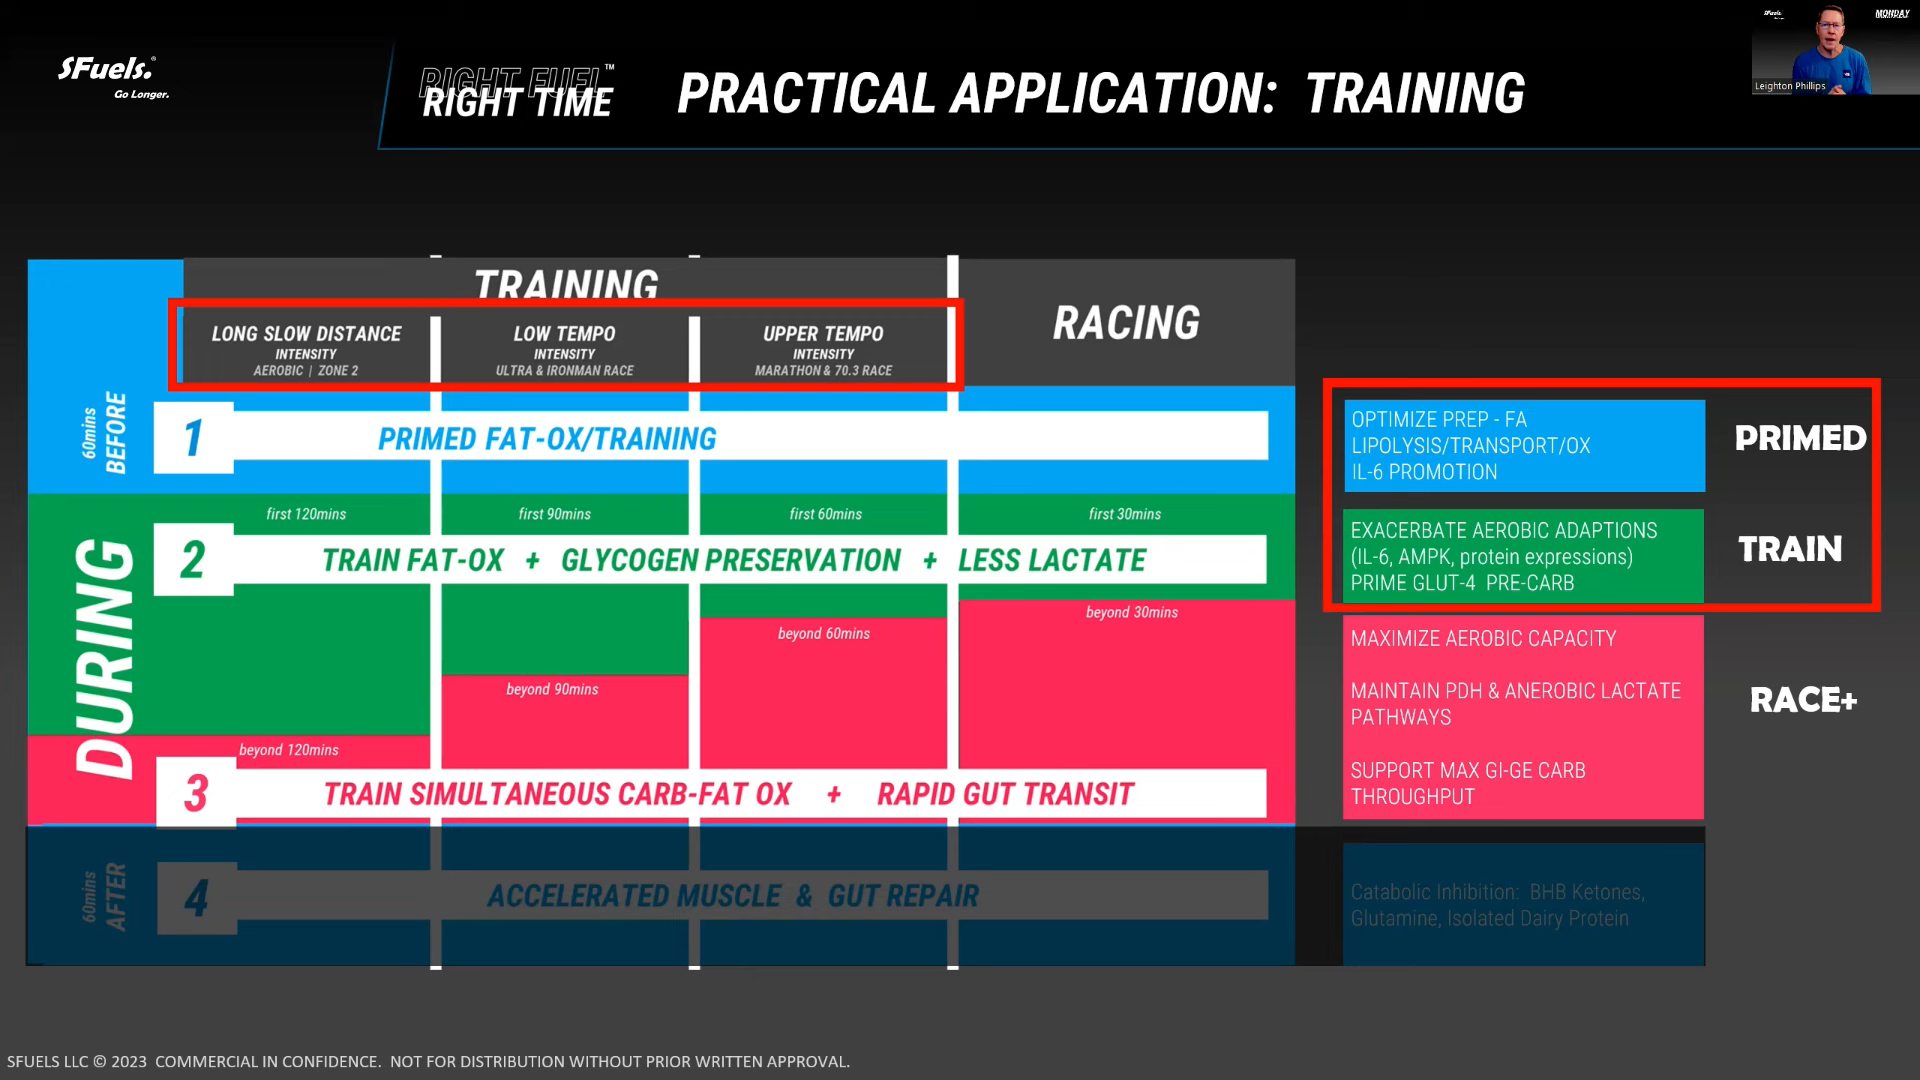 SFuels.®
Go Longer.
RIGHT FUEL™
RIGHT TIME
PRACTICAL APPLICATION: TRAINING
SFuels.
MONDAY
Leighton Phillips
TRAINING
RACING
LONG SLOW DISTANCE
INTENSITY
AEROBIC | ZONE 2
LOW TEMPO
INTENSITY
ULTRA & IRONMAN RACE
UPPER TEMPO
INTENSITY
MARATHON & 70.3 RACE
60mins
BEFORE
1
PRIMED FAT-OX/TRAINING
OPTIMIZE PREP - FA
LIPOLYSIS/TRANSPORT/OX
IL-6 PROMOTION
PRIMED
DURING
first 120mins
first 90mins
first 60mins
first 30mins
2
TRAIN FAT-OX + GLYCOGEN PRESERVATION + LESS LACTATE
EXACERBATE AEROBIC ADAPTIONS
(IL-6, AMPK, protein expressions)
PRIME GLUT-4 PRE-CARB
TRAIN
beyond 120mins
beyond 90mins
beyond 60mins
beyond 30mins
3
TRAIN SIMULTANEOUS CARB-FAT OX + RAPID GUT TRANSIT
MAXIMIZE AEROBIC CAPACITY
MAINTAIN PDH & ANEROBIC LACTATE
PATHWAYS
SUPPORT MAX GI-GE CARB
THROUGHPUT
RACE+
60mins
AFTER
4
ACCELERATED MUSCLE & GUT REPAIR
Catabolic Inhibition: BHB Ketones,
Glutamine, Isolated Dairy Protein
SFUELS LLC © 2023 COMMERCIAL IN CONFIDENCE. NOT FOR DISTRIBUTION WITHOUT PRIOR WRITTEN APPROVAL.